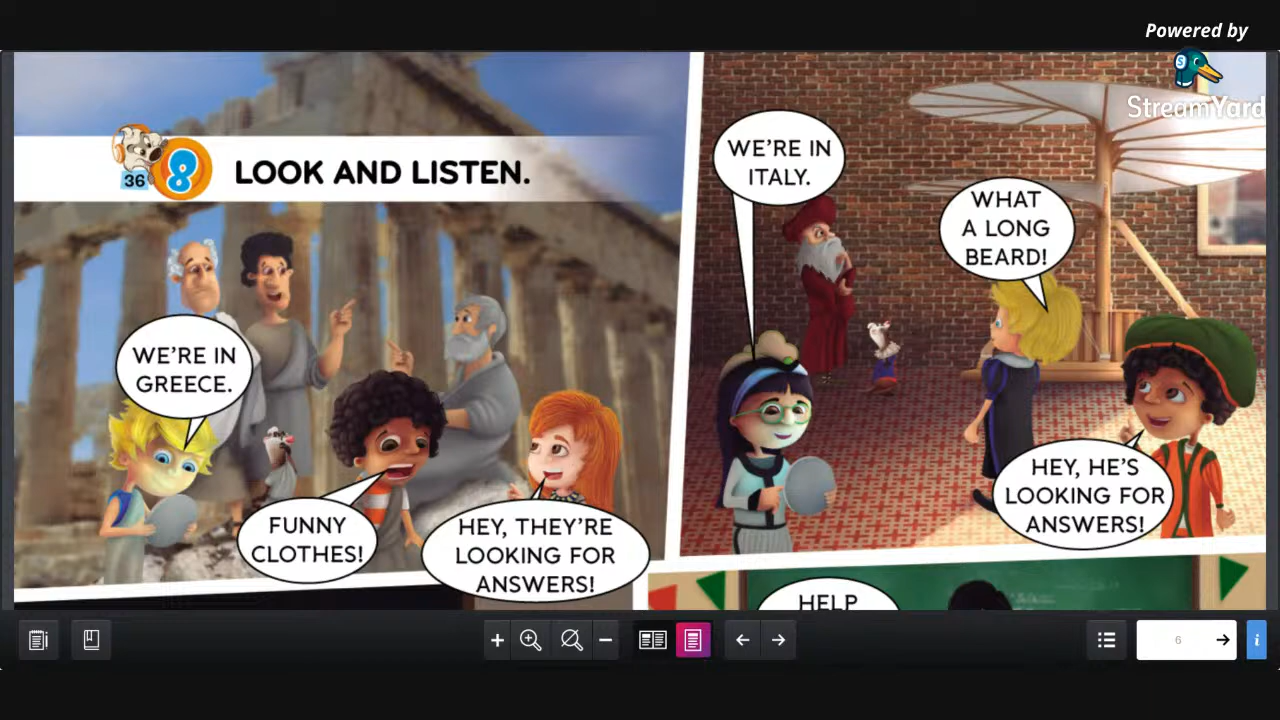 Powered by
StreamYard
36
8
LOOK AND LISTEN.
WE'RE IN
GREECE.
FUNNY
CLOTHES!
HEY, THEY'RE
LOOKING FOR
ANSWERS!
WE'RE IN
ITALY.
WHAT
A LONG
BEARD!
HEY, HE'S
LOOKING FOR
ANSWERS!
HELP
6